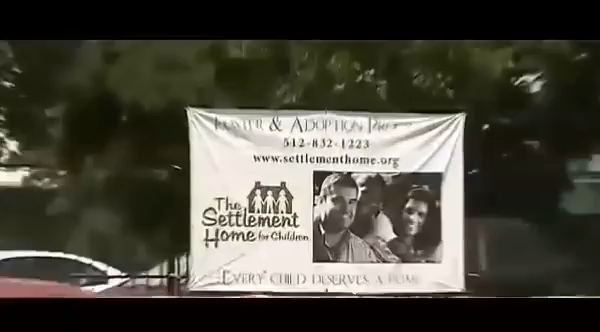 FOSTER & ADOPTION
512-832-1223
www.settlementhome.org
The
Settlement
Home for Children
EVERY CHILD DESERVES A HOME